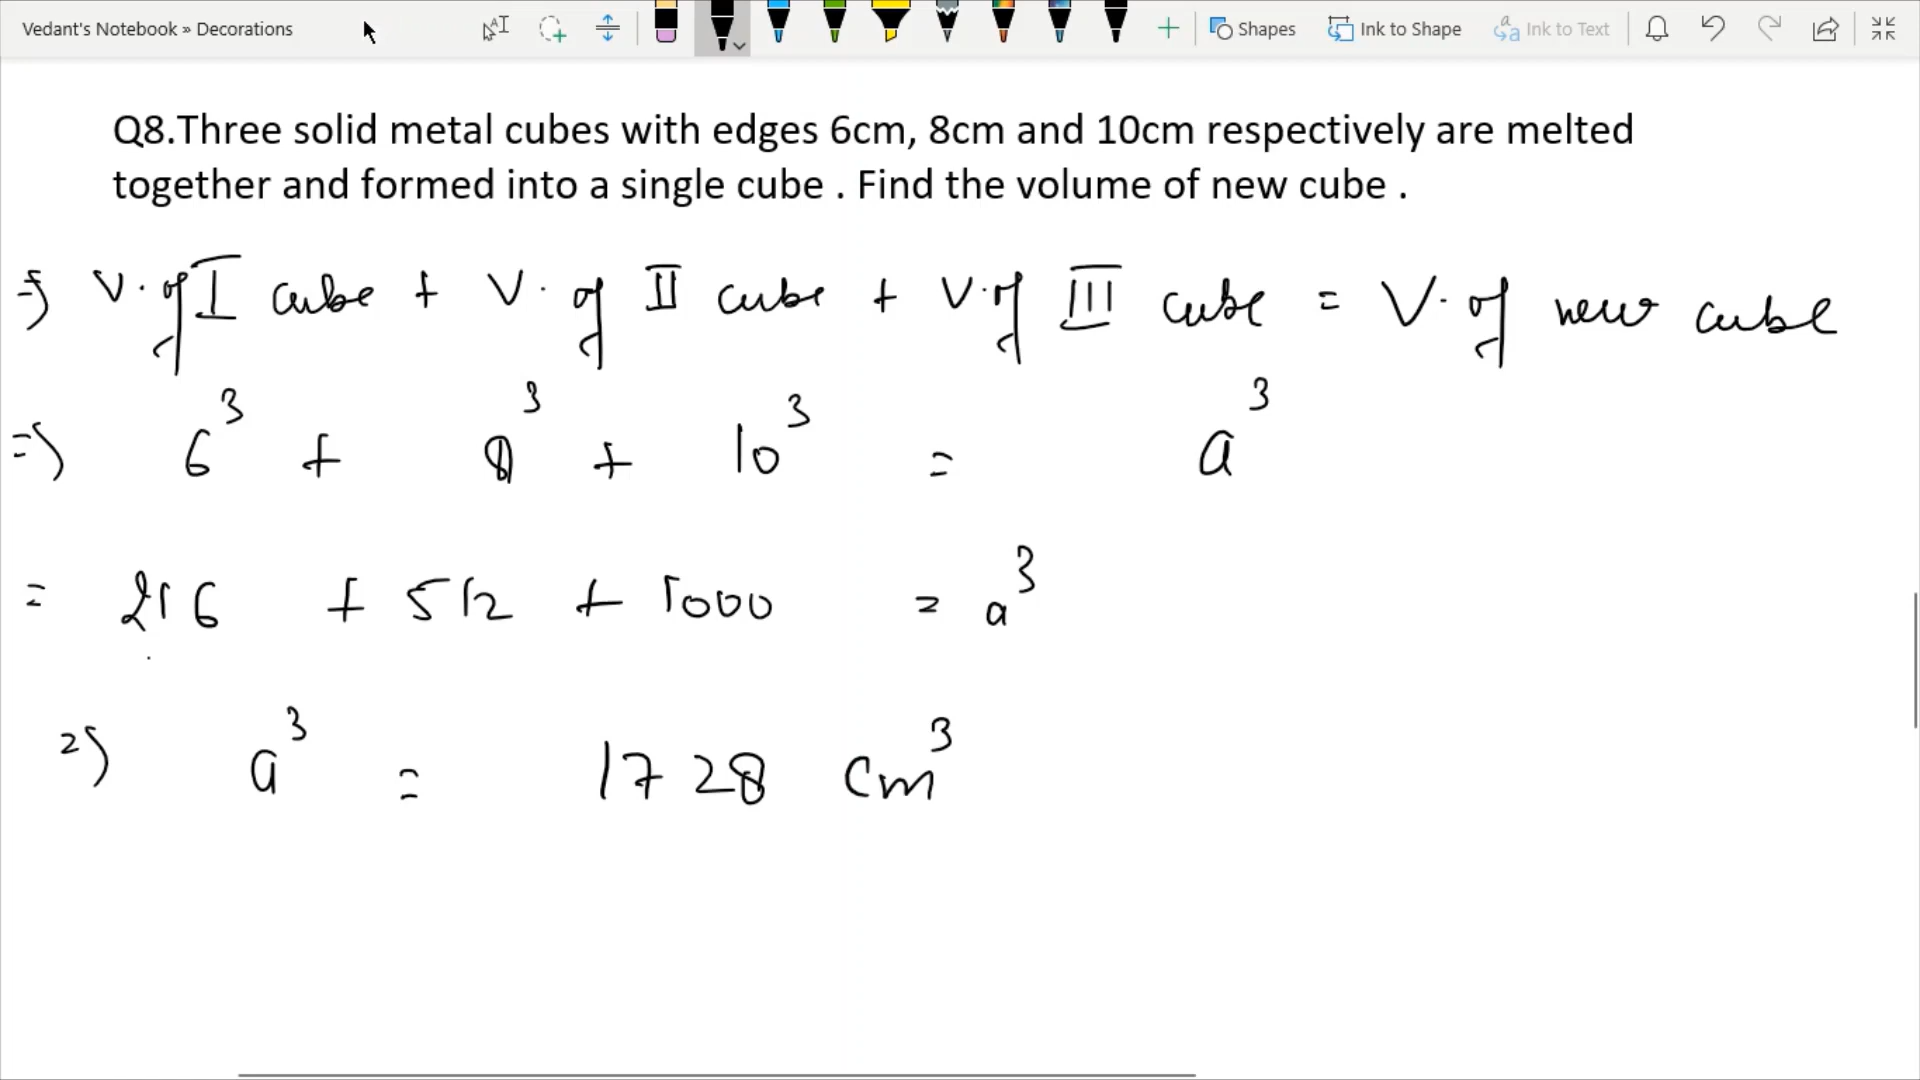 Vedant's Notebook » Decorations Shapes Ink to Shape Ink to Text
Q8.Three solid metal cubes with edges 6cm, 8cm and 10cm respectively are melted
together and formed into a single cube . Find the volume of new cube .
=) V. of I cube + V. of II cube + V. of III cube = V. of new cube
=) 6³ + 8³ + 10³ = a³
= 216 + 512 + 1000 = a³
=) a³ = 1728 cm³